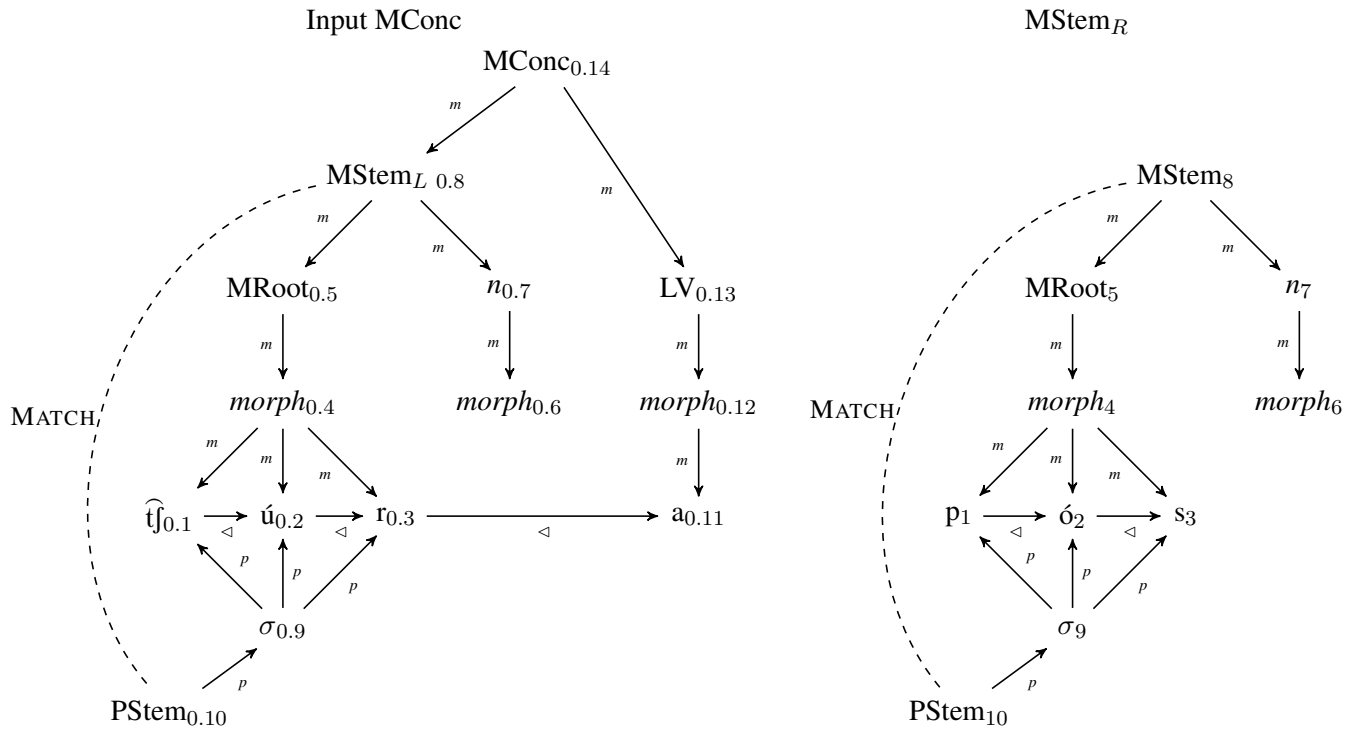 Input MConc MStem_R
MConc_0.14
m
m
MStem_L 0.8 MStem_8
m m m m
MRoot_0.5 n_0.7 LV_0.13 MRoot_5 n_7
m m m m m
morph_0.4 morph_0.6 morph_0.12 morph_4 morph_6
MATCH MATCH
m m m m m m m
t͡ʃ_0.1 ◁ ú_0.2 ◁ r_0.3 ◁ a_0.11 p_1 ◁ ó_2 ◁ s_3
p p p p p p
σ_0.9 σ_9
p p
PStem_0.10 PStem_10